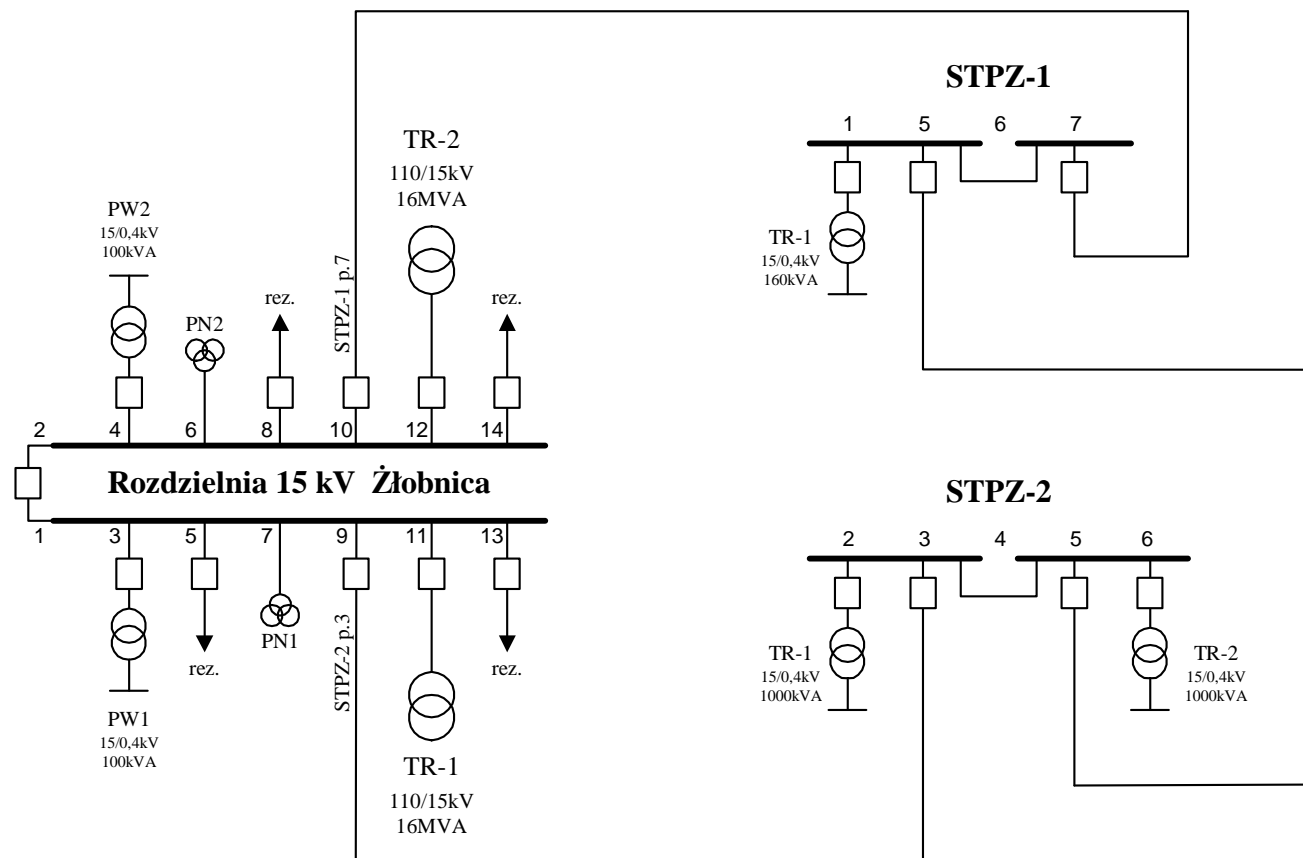 STPZ-1
1 5 6 7
TR-1
15/0,4kV
160kVA
TR-2
110/15kV
16MVA
PW2
15/0,4kV
100kVA
PN2
rez.
STPZ-1 p.7
rez.
2 4 6 8 10 12 14
Rozdzielnia 15 kV Żłobnica
1 3 5 7 9 11 13
PW1
15/0,4kV
100kVA
rez.
PN1
STPZ-2 p.3
TR-1
110/15kV
16MVA
rez.
STPZ-2
2 3 4 5 6
TR-1
15/0,4kV
1000kVA
TR-2
15/0,4kV
1000kVA